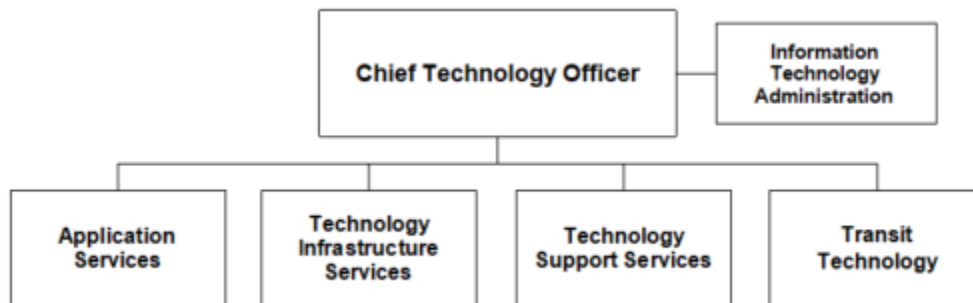 Chief Technology Officer
Information
Technology
Administration
Application
Services
Technology
Infrastructure
Services
Technology
Support Services
Transit
Technology